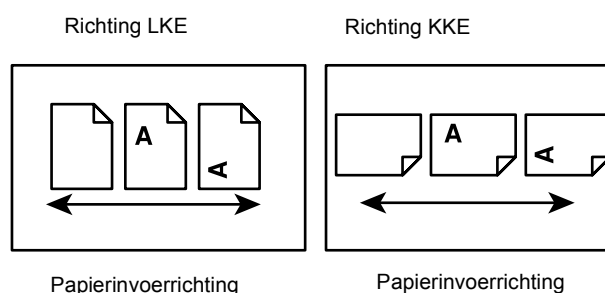 Richting LKE
Richting KKE
A
A
A
A
Papierinvoerrichting
Papierinvoerrichting